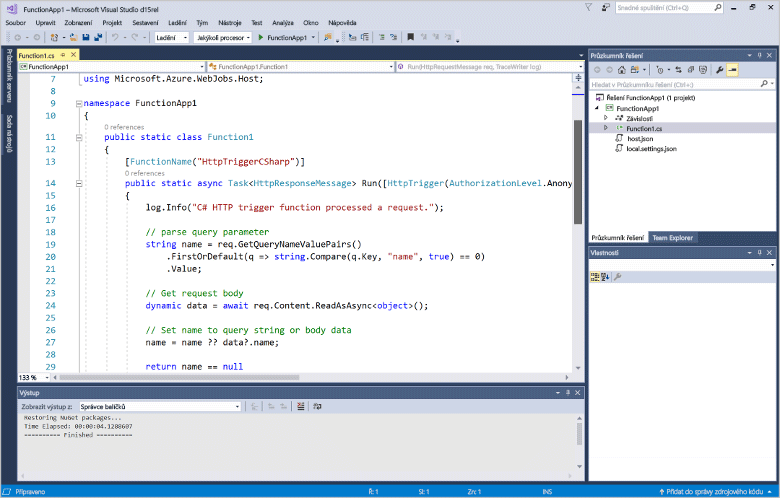 FunctionApp1 - Microsoft Visual Studio d15rel
Snadné spuštění (Ctrl+Q)
Soubor Upravit Zobrazení Projekt Sestavení Ladění Tým Nástroje Test Analýza Okno Nápověda
Ladění Jakýkoli procesor FunctionApp1
Průzkumník serveru
Sada nástrojů
Function1.cs
FunctionApp1 FunctionApp1.Function1 Run(HttpRequestMessage req, TraceWriter log)
7 using Microsoft.Azure.WebJobs.Host;
8
9 namespace FunctionApp1
10 {
0 references
11 public static class Function1
12 {
13 [FunctionName("HttpTriggerCSharp")]
0 references
14 public static async Task<HttpResponseMessage> Run([HttpTrigger(AuthorizationLevel.Anony
15 {
16 log.Info("C# HTTP trigger function processed a request.");
17
18 // parse query parameter
19 string name = req.GetQueryNameValuePairs()
20 .FirstOrDefault(q => string.Compare(q.Key, "name", true) == 0)
21 .Value;
22
23 // Get request body
24 dynamic data = await req.Content.ReadAsAsync<object>();
25
26 // Set name to query string or body data
27 name = name ?? data?.name;
28
29 return name == null
133 %
Výstup
Zobrazit výstup z: Správce balíčků
Restoring NuGet packages...
Time Elapsed: 00:00:04.1288607
---------- Finished ----------
Průzkumník řešení
Hledat v Průzkumníku řešení (Ctrl+;)
Řešení FunctionApp1 (1 projekt)
FunctionApp1
Závislosti
Function1.cs
host.json
local.settings.json
Průzkumník řešení Team Explorer
Vlastnosti
Připraveno Ř: 1 Sl: 1 Zn: 1 INS Přidat do správy zdrojového kódu